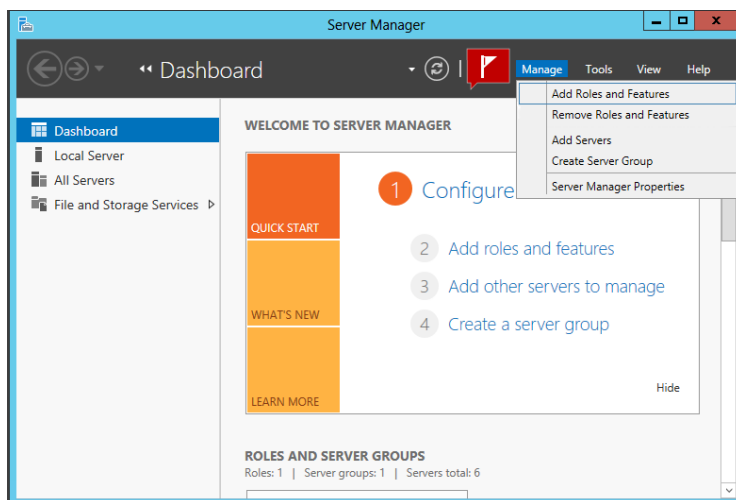 Server Manager
Dashboard
Manage Tools View Help
Add Roles and Features
Remove Roles and Features
Add Servers
Create Server Group
Server Manager Properties
Dashboard
Local Server
All Servers
File and Storage Services
WELCOME TO SERVER MANAGER
QUICK START
WHAT'S NEW
LEARN MORE
1 Configure
2 Add roles and features
3 Add other servers to manage
4 Create a server group
Hide
ROLES AND SERVER GROUPS
Roles: 1 | Server groups: 1 | Servers total: 6